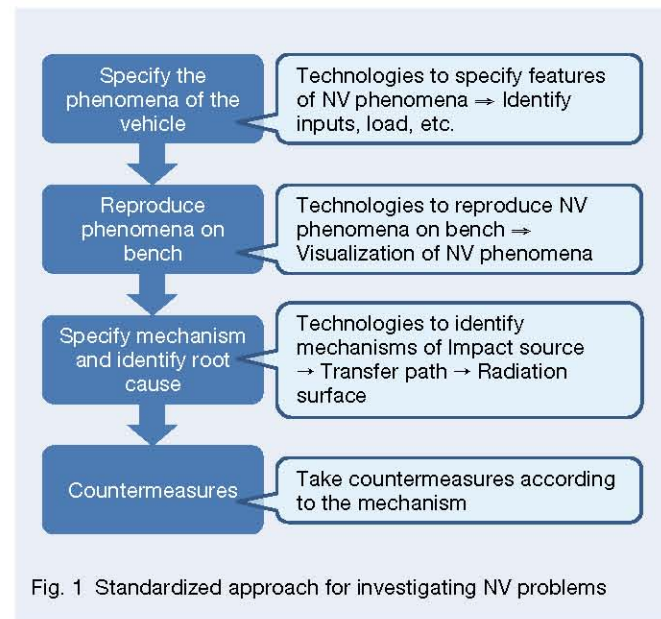 Specify the
phenomena of the
vehicle
Technologies to specify features
of NV phenomena ⇒ Identify
inputs, load, etc.
Reproduce
phenomena on
bench
Technologies to reproduce NV
phenomena on bench ⇒
Visualization of NV phenomena
Specify mechanism
and identify root
cause
Technologies to identify
mechanisms of Impact source
→ Transfer path → Radiation
surface
Countermeasures
Take countermeasures according
to the mechanism
Fig. 1 Standardized approach for investigating NV problems